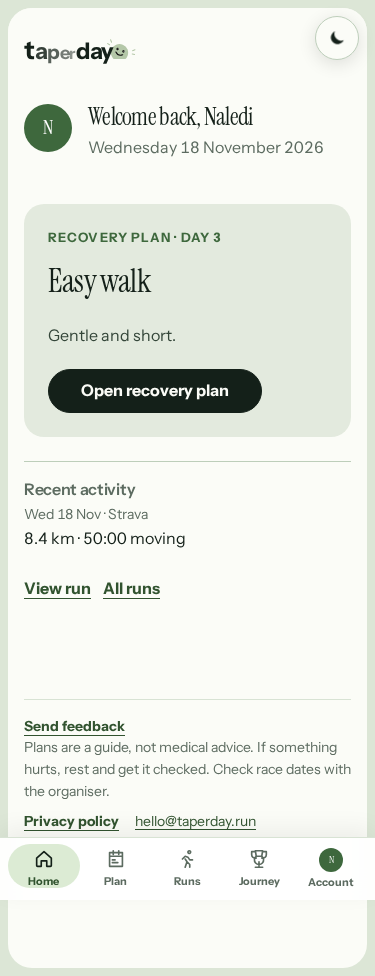 taperday
N
Welcome back, Naledi
Wednesday 18 November 2026
RECOVERY PLAN · DAY 3
Easy walk
Gentle and short.
Open recovery plan
Recent activity
Wed 18 Nov · Strava
8.4 km · 50:00 moving
View run All runs
Send feedback
Plans are a guide, not medical advice. If something
hurts, rest and get it checked. Check race dates with
the organiser.
Privacy policy hello@taperday.run
N
Home Plan Runs Journey Account